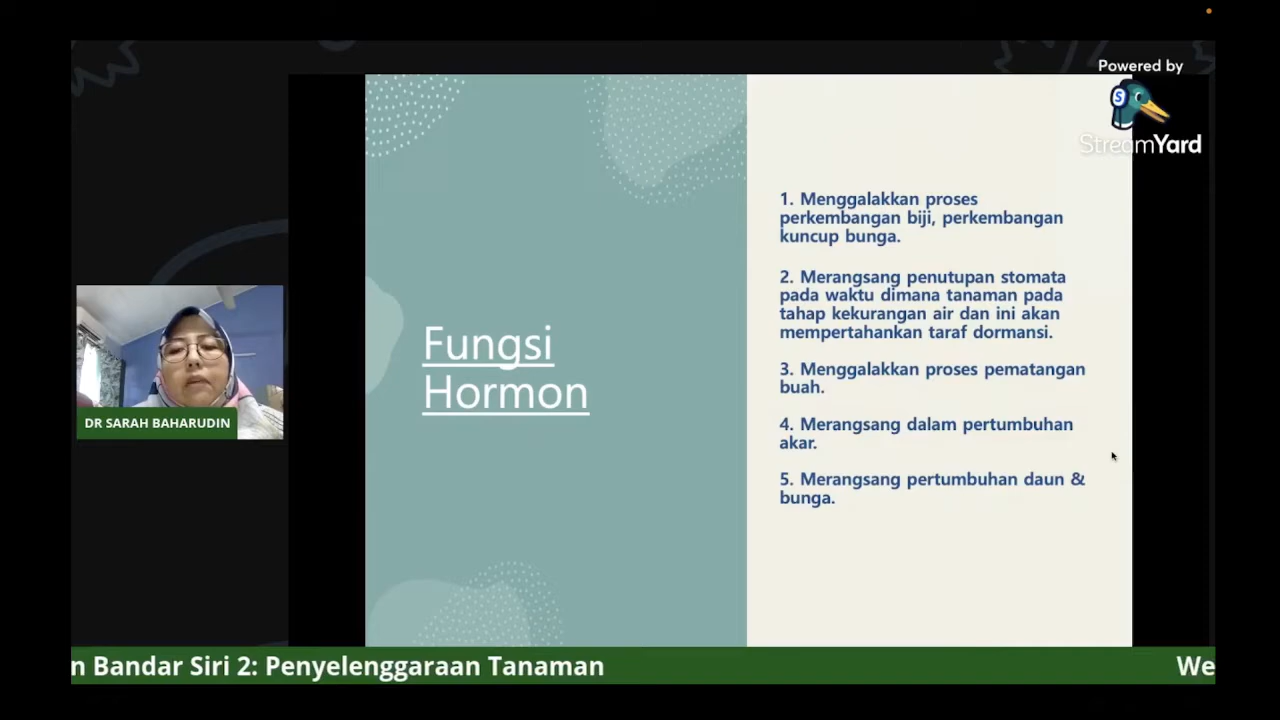 Powered by
StreamYard
1. Menggalakkan proses
perkembangan biji, perkembangan
kuncup bunga.
2. Merangsang penutupan stomata
pada waktu dimana tanaman pada
tahap kekurangan air dan ini akan
mempertahankan taraf dormansi.
Fungsi
Hormon
3. Menggalakkan proses pematangan
buah.
4. Merangsang dalam pertumbuhan
akar.
5. Merangsang pertumbuhan daun &
bunga.
DR SARAH BAHARUDIN
n Bandar Siri 2: Penyelenggaraan Tanaman
We